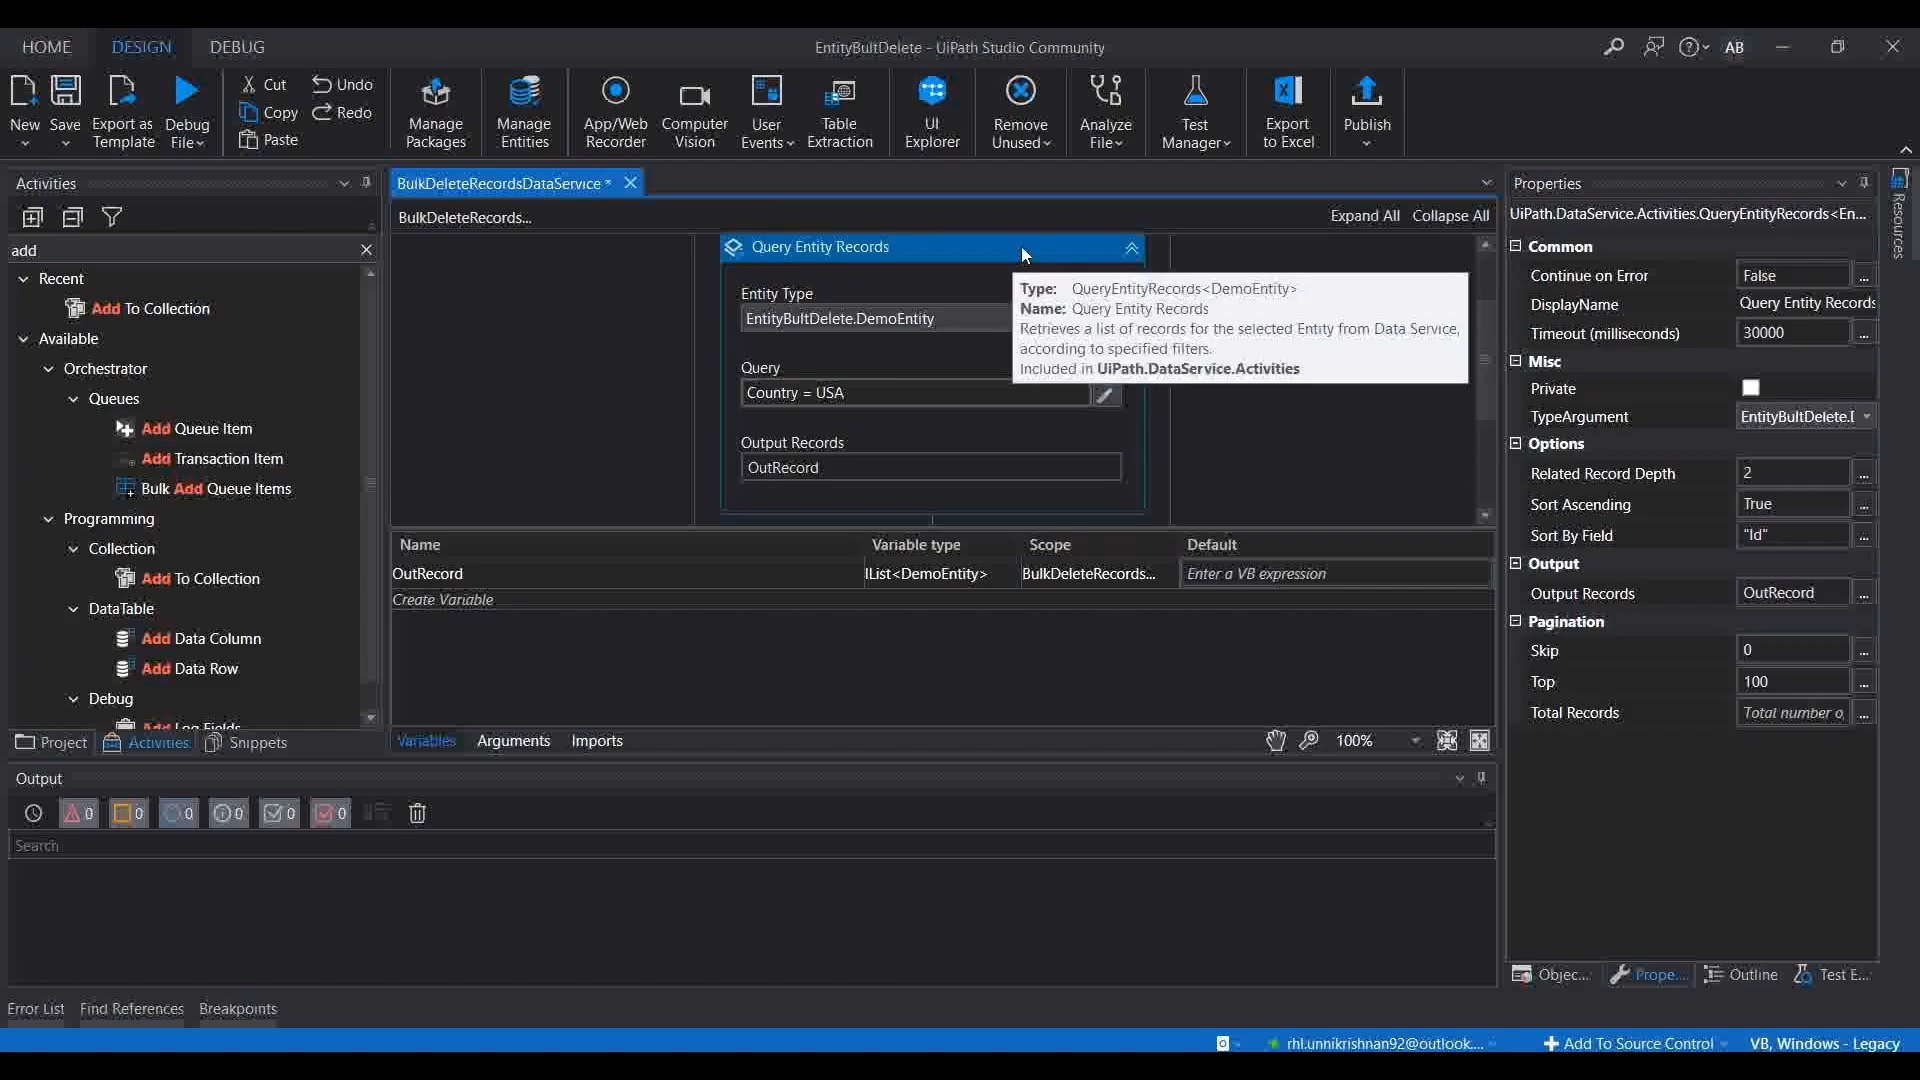 HOME DESIGN DEBUG EntityBultDelete - UiPath Studio Community AB
New Save Export as Template Debug File Cut Copy Paste Undo Redo Manage Packages Manage Entities App/Web Recorder Computer Vision User Events Table Extraction UI Explorer Remove Unused Analyze File Test Manager Export to Excel Publish
Activities
add
Recent
Add To Collection
Available
Orchestrator
Queues
Add Queue Item
Add Transaction Item
Bulk Add Queue Items
Programming
Collection
Add To Collection
DataTable
Add Data Column
Add Data Row
Debug
Add Log Fields
Project Activities Snippets
BulkDeleteRecordsDataService *
BulkDeleteRecords... Expand All Collapse All
Query Entity Records
Entity Type
EntityBultDelete.DemoEntity
Type: QueryEntityRecords<DemoEntity>
Name: Query Entity Records
Retrieves a list of records for the selected Entity from Data Service,
according to specified filters.
Included in UiPath.DataService.Activities
Query
Country = USA
Output Records
OutRecord
Name Variable type Scope Default
OutRecord IList<DemoEntity> BulkDeleteRecords... Enter a VB expression
Create Variable
Variables Arguments Imports 100%
Properties
UiPath.DataService.Activities.QueryEntityRecords<En...
Common
Continue on Error False ...
DisplayName Query Entity Records
Timeout (milliseconds) 30000 ...
Misc
Private
TypeArgument EntityBultDelete.
Options
Related Record Depth 2 ...
Sort Ascending True ...
Sort By Field "Id" ...
Output
Output Records OutRecord ...
Pagination
Skip 0 ...
Top 100 ...
Total Records Total number o ...
Objec... Prope... Outline Test E...
Resources
Output
0 0 0 0 0 0
Search
Error List Find References Breakpoints
rhl.unnikrishnan92@outlook.... Add To Source Control VB, Windows - Legacy